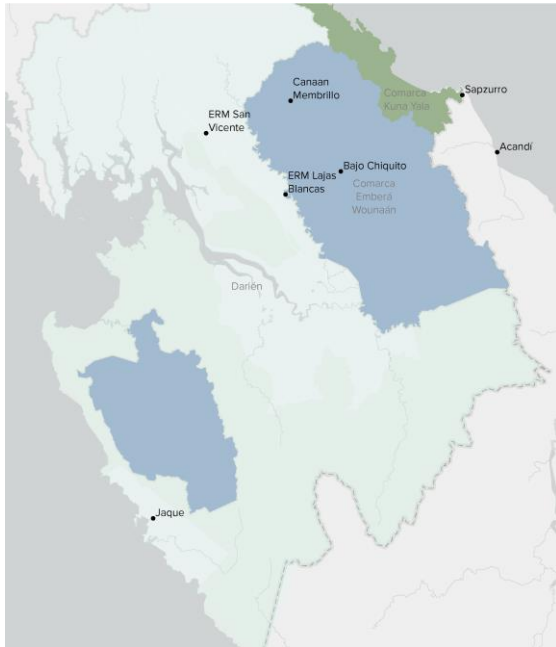 Canaan
Membrillo
Comarca
Kuna Yala
Sapzurro
ERM San
Vicente
Acandí
Bajo Chiquito
ERM Lajas
Blancas
Comarca
Emberá
Wounaán
Darién
Jaque